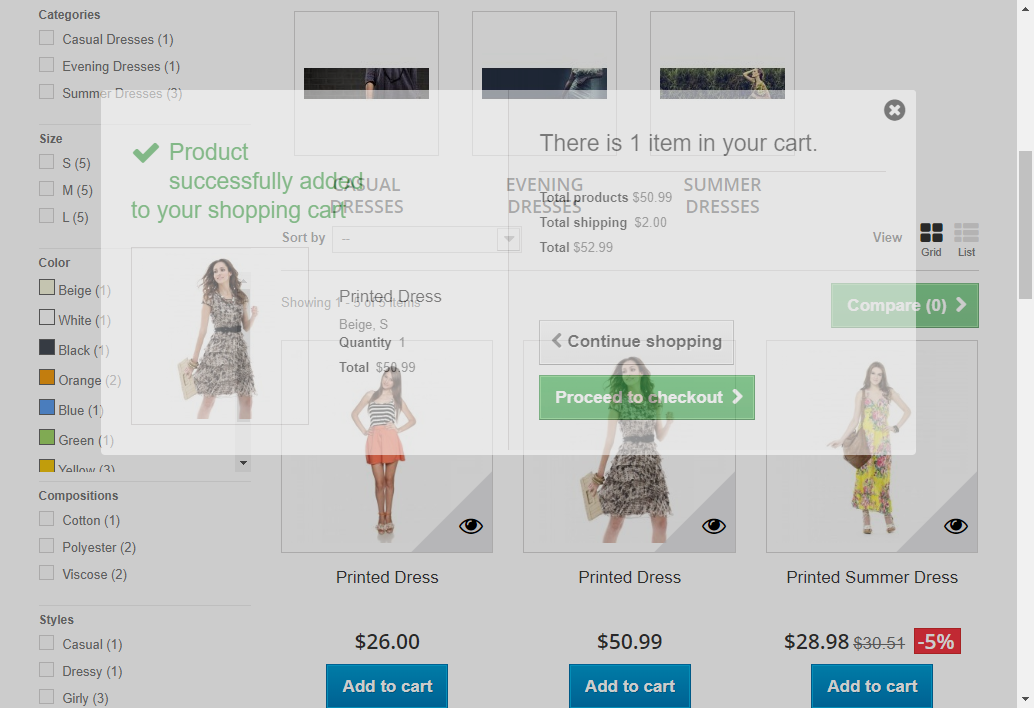 Categories
Casual Dresses (1)
Evening Dresses (1)
Summer Dresses (3)
Size
S (5)
M (5)
L (5)
Color
Beige (1)
White (1)
Black (1)
Orange (2)
Blue (1)
Green (1)
Yellow (3)
Compositions
Cotton (1)
Polyester (2)
Viscose (2)
Styles
Casual (1)
Dressy (1)
Girly (3)
CASUAL
DRESSES
EVENING
DRESSES
SUMMER
DRESSES
Sort by
--
View
Grid
List
Showing 1 - 5 of 5 items
Compare (0)
Product
successfully added
to your shopping cart
Printed Dress
Beige, S
Quantity 1
Total $50.99
There is 1 item in your cart.
Total products $50.99
Total shipping $2.00
Total $52.99
Continue shopping
Proceed to checkout
Printed Dress
$26.00
Add to cart
Printed Dress
$50.99
Add to cart
Printed Summer Dress
$28.98 $30.51 -5%
Add to cart